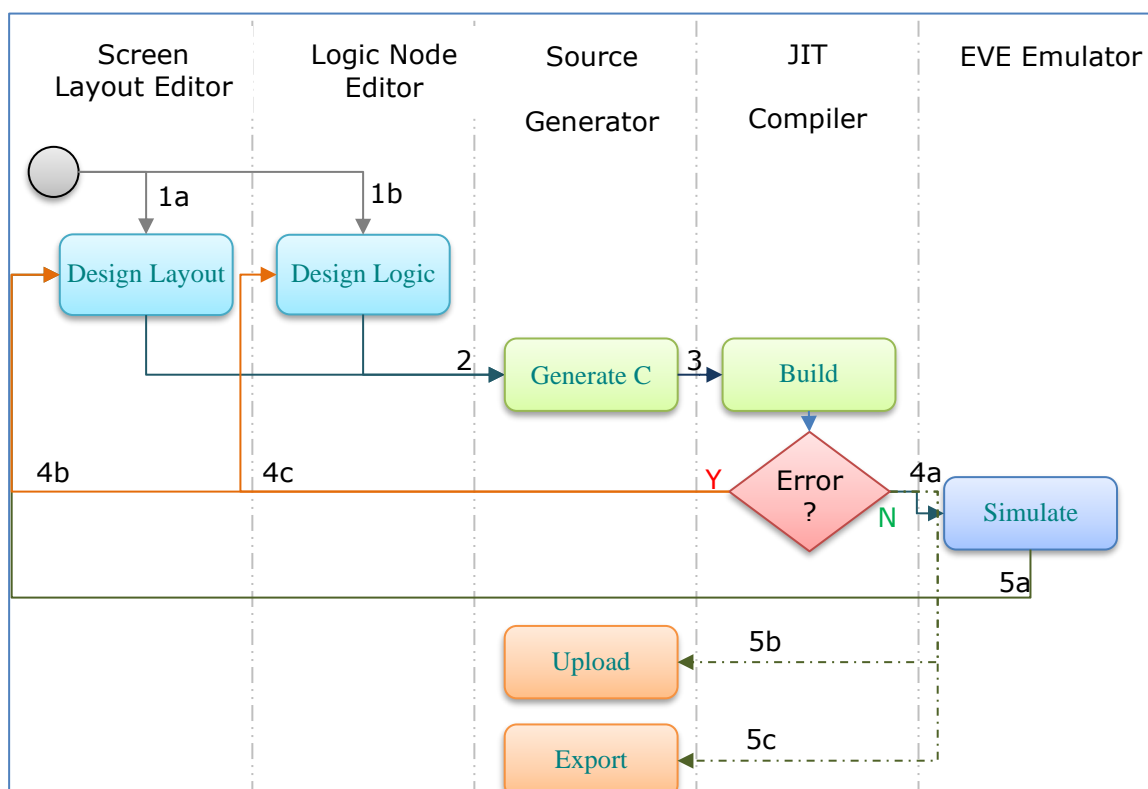 Screen
Layout Editor
Logic Node
Editor
Source
Generator
JIT
Compiler
EVE Emulator
1a
1b
Design Layout
Design Logic
2
Generate C
3
Build
4b
4c
Y
Error
?
4a
N
Simulate
5a
Upload
5b
Export
5c